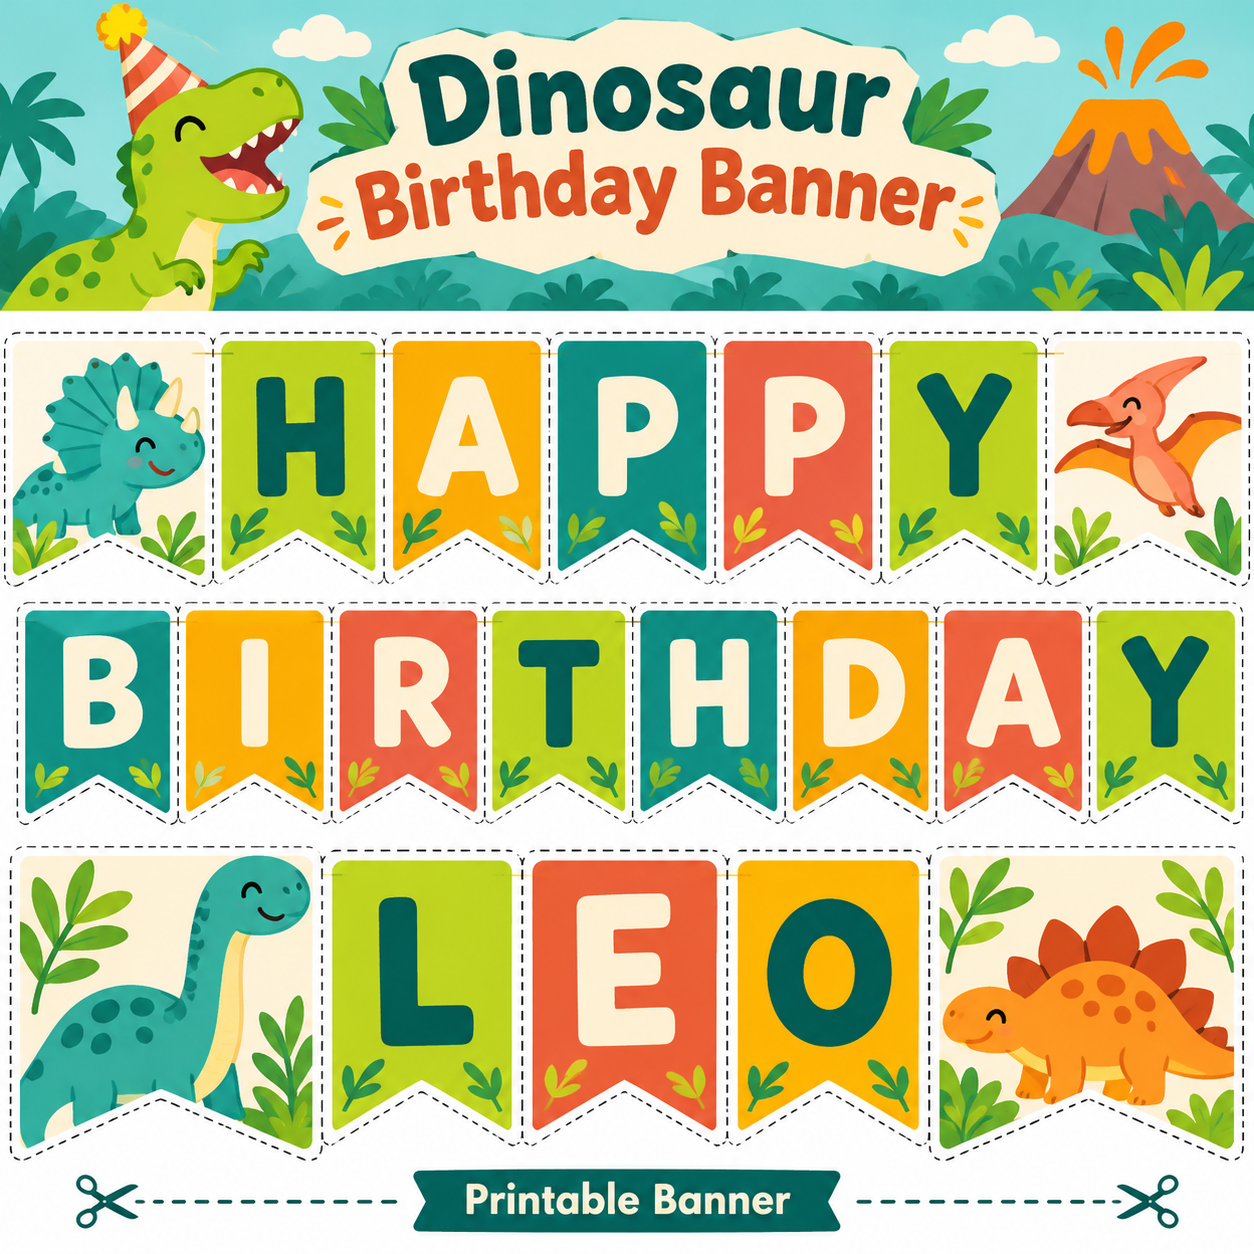 Dinosaur
Birthday Banner
HAPPY
BIRTHDAY
LEO
Printable Banner